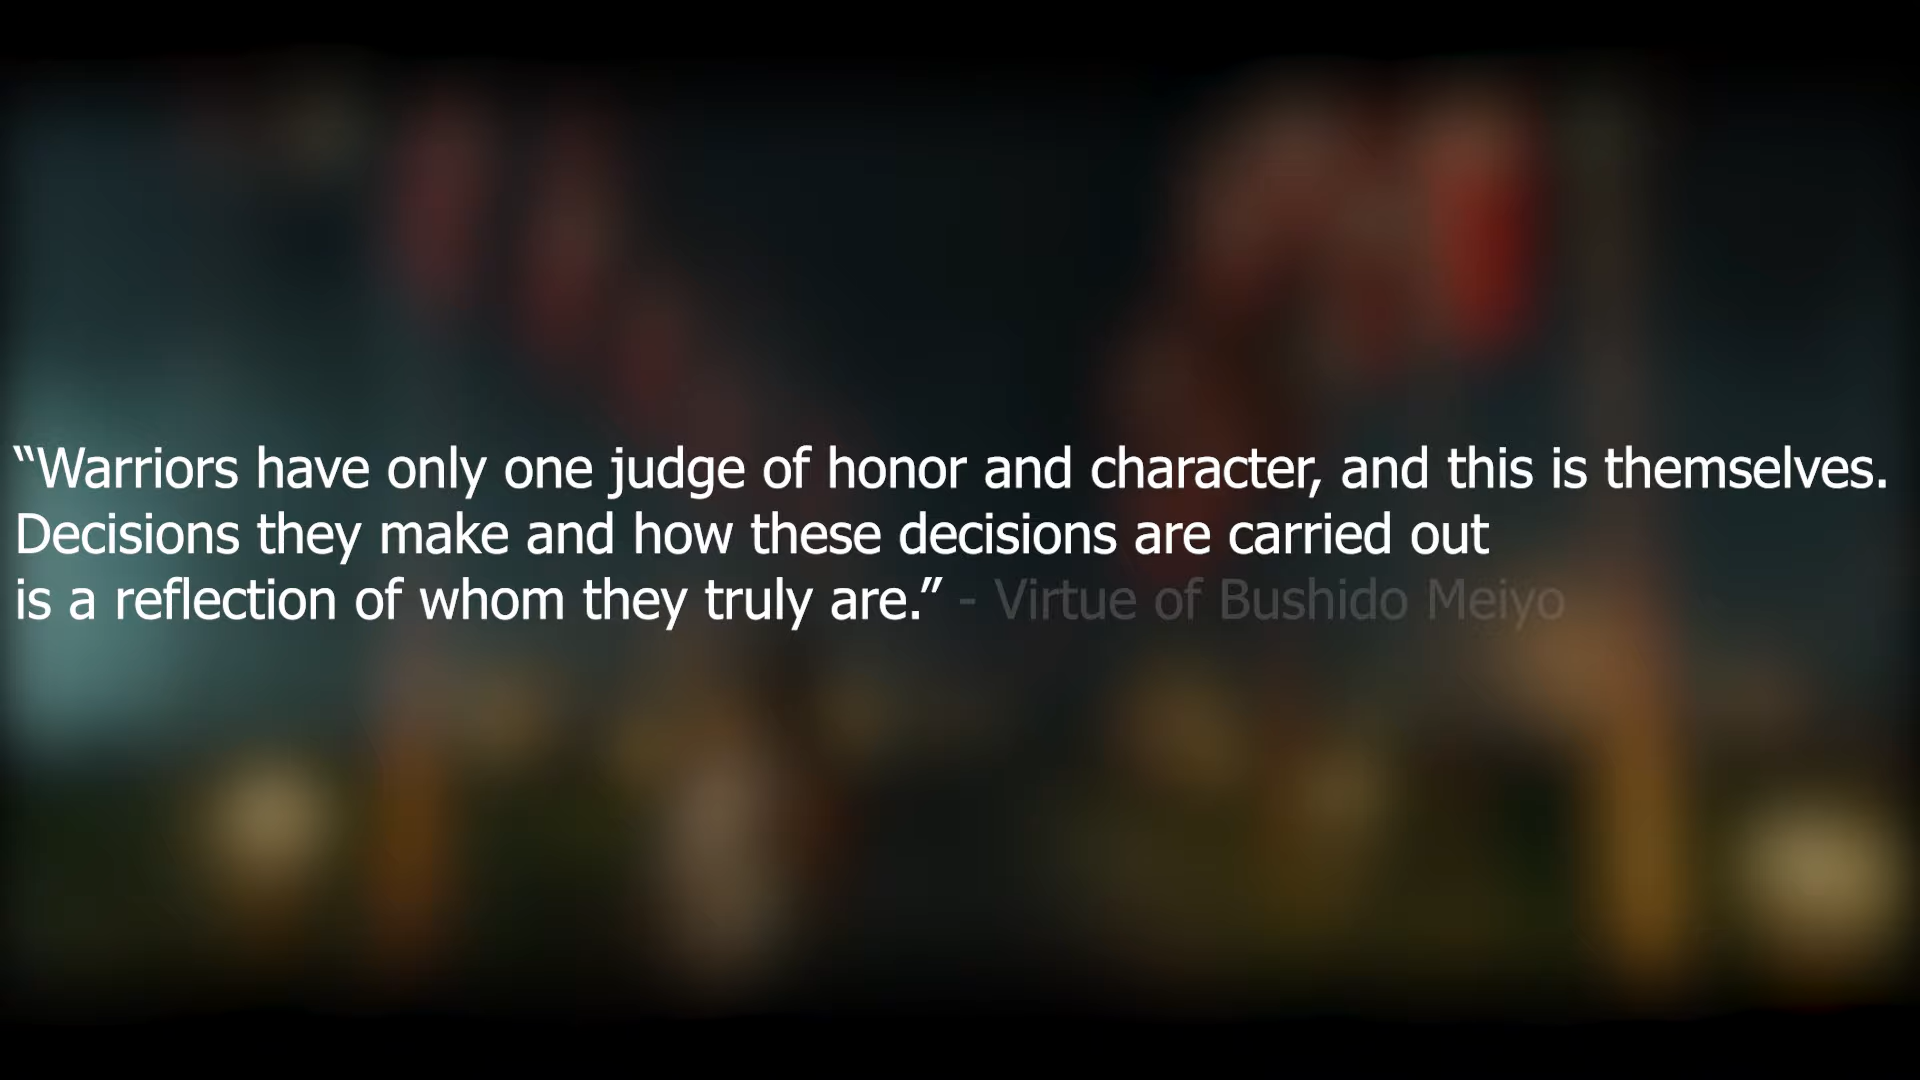 “Warriors have only one judge of honor and character, and this is themselves.
Decisions they make and how these decisions are carried out
is a reflection of whom they truly are.” - Virtue of Bushido Meiyo